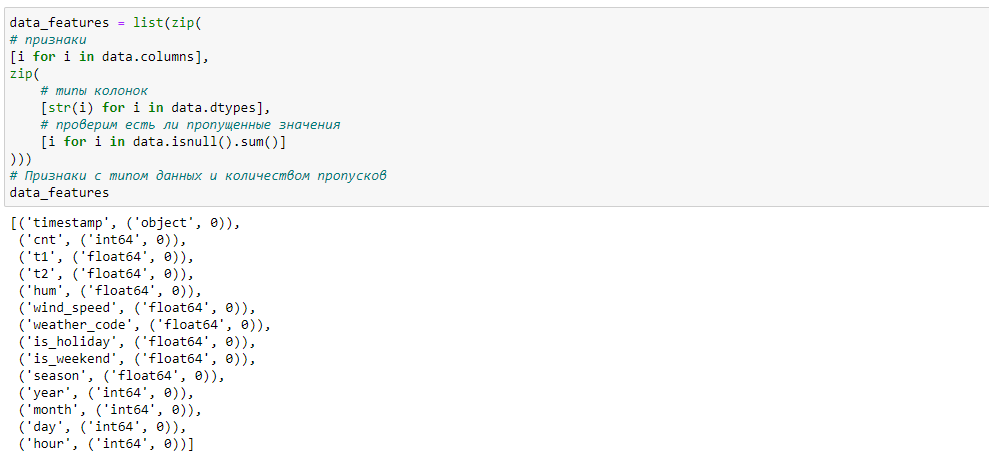 data_features = list(zip(
# признаки
[i for i in data.columns],
zip(
    # типы колонок
    [str(i) for i in data.dtypes],
    # проверим есть ли пропущенные значения
    [i for i in data.isnull().sum()]
)))
# Признаки с типом данных и количеством пропусков
data_features
[('timestamp', ('object', 0)),
 ('cnt', ('int64', 0)),
 ('t1', ('float64', 0)),
 ('t2', ('float64', 0)),
 ('hum', ('float64', 0)),
 ('wind_speed', ('float64', 0)),
 ('weather_code', ('float64', 0)),
 ('is_holiday', ('float64', 0)),
 ('is_weekend', ('float64', 0)),
 ('season', ('float64', 0)),
 ('year', ('int64', 0)),
 ('month', ('int64', 0)),
 ('day', ('int64', 0)),
 ('hour', ('int64', 0))]